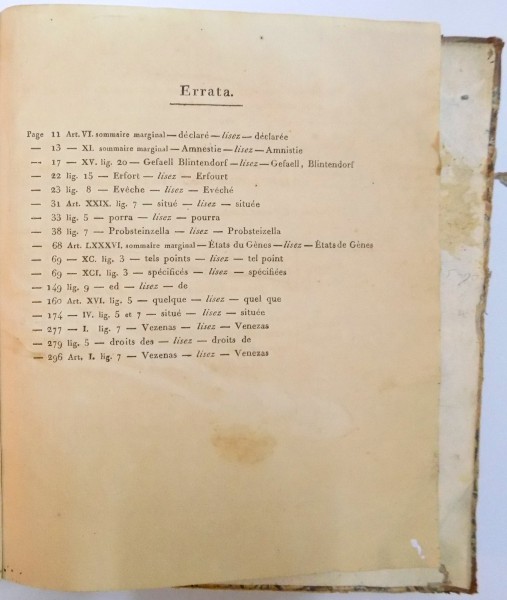 Errata.
Page 11 Art. VI. sommaire marginal — déclaré — lisez — déclarée
— 13 — XI. sommaire marginal — Amnestie — lisez — Amnistie
— 17 — XV. lig. 20 — Gefaell Blintendorf — lisez — Gefaell, Blintendorf
— 22 lig. 15 — Erfort — lisez — Erfourt
— 23 lig. 8 — Evéche — lisez — Evéché
— 31 Art. XXIX. lig. 7 — situé — lisez — située
— 33 lig. 5 — porra — lisez — pourra
— 38 lig. 7 — Probsteinzella — lisez — Probsteizella
— 68 Art. LXXXVI. sommaire marginal — États du Gènes — lisez — États de Gènes
— 69 — XC. lig. 3 — tels points — lisez — tel point
— 69 — XCI. lig. 3 — spécificés — lisez — spécifiées
— 149 lig. 9 — ed — lisez — de
— 160 Art. XVI. lig. 5 — quelque — lisez — quel que
— 174 — IV. lig. 5 et 7 — situé — lisez — située
— 277 — I. lig. 7 — Vezenas — lisez — Venezas
— 279 lig. 5 — droits des — lisez — droits de
— 296 Art. I. lig. 7 — Vezenas — lisez — Venezas